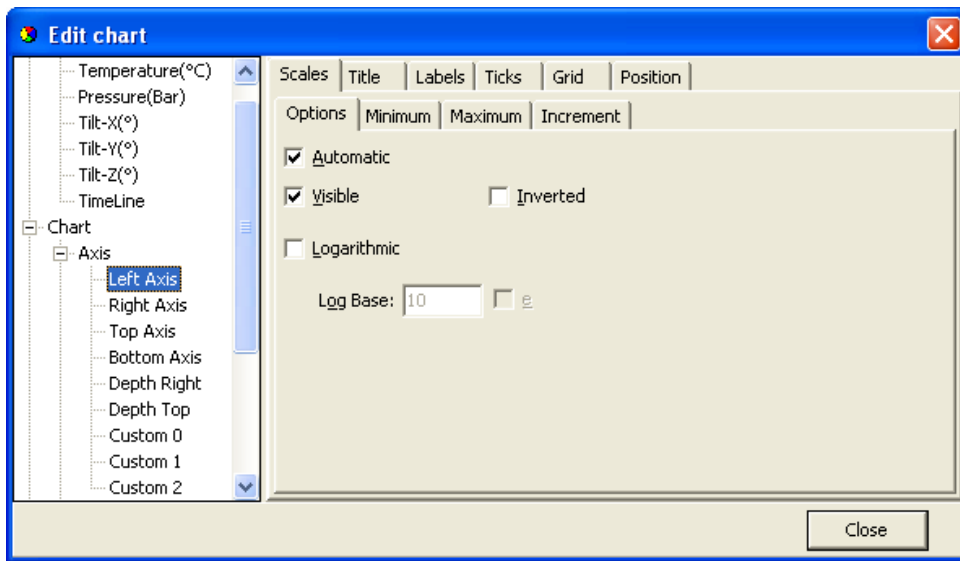 Edit chart
Temperature(°C)
Pressure(Bar)
Tilt-X(°)
Tilt-Y(°)
Tilt-Z(°)
TimeLine
Chart
Axis
Left Axis
Right Axis
Top Axis
Bottom Axis
Depth Right
Depth Top
Custom 0
Custom 1
Custom 2
Scales Title Labels Ticks Grid Position
Options Minimum Maximum Increment
Automatic
Visible Inverted
Logarithmic
Log Base: 10 e
Close